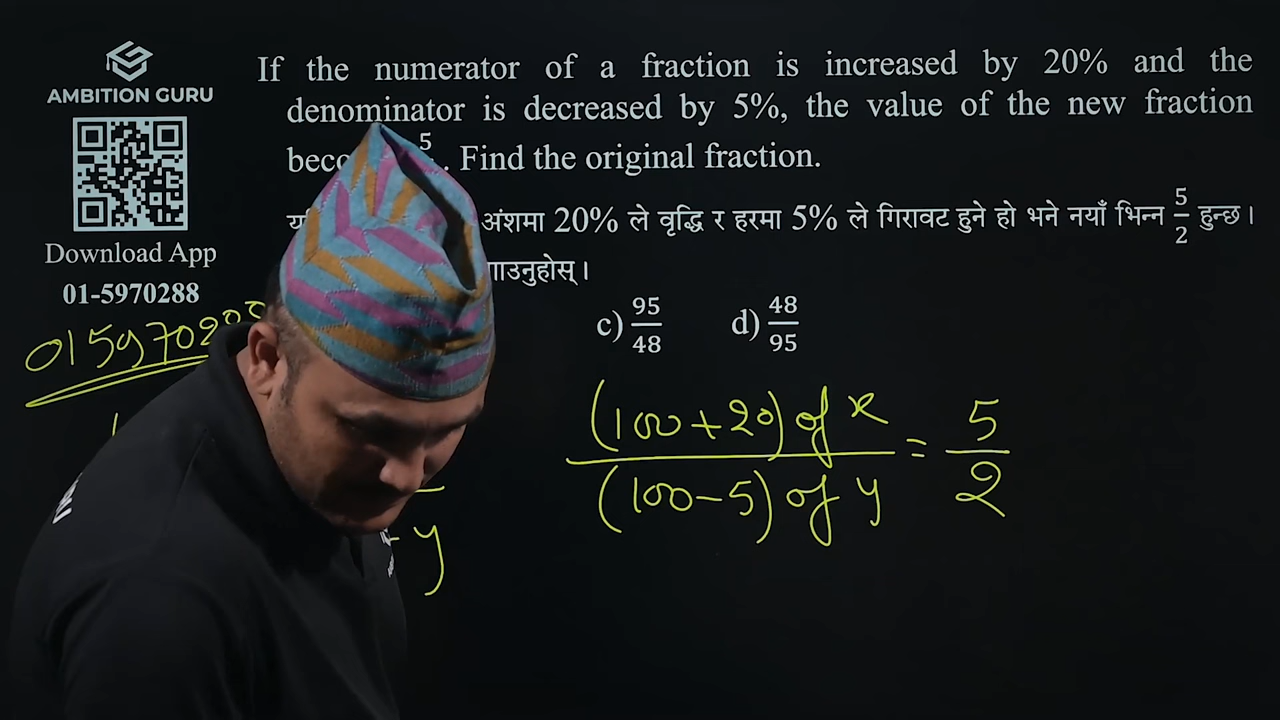 AMBITION GURU
Download App
01-5970288
If the numerator of a fraction is increased by 20% and the
denominator is decreased by 5%, the value of the new fraction
5/ . Find the original fraction.
अंशमा 20% ले वृद्धि र हरमा 5% ले गिरावट हुने हो भने नयाँ भिन्न 5/2 हुन्छ।
c) 95/48 d) 48/95
(100+20) of x / (100-5) of y = 5/2
y